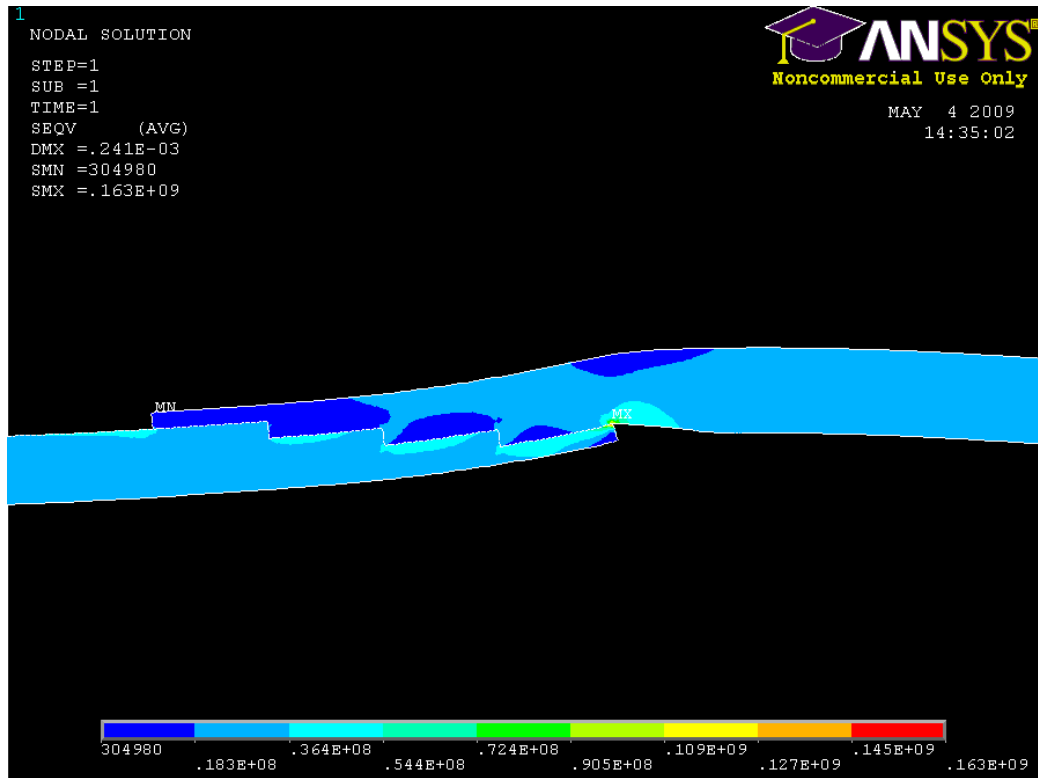 1
NODAL SOLUTION
STEP=1
SUB =1
TIME=1
SEQV (AVG)
DMX =.241E-03
SMN =304980
SMX =.163E+09
ANSYS®
Noncommercial Use Only
MAY 4 2009
14:35:02
MN
MX
304980 .364E+08 .724E+08 .109E+09 .145E+09
.183E+08 .544E+08 .905E+08 .127E+09 .163E+09